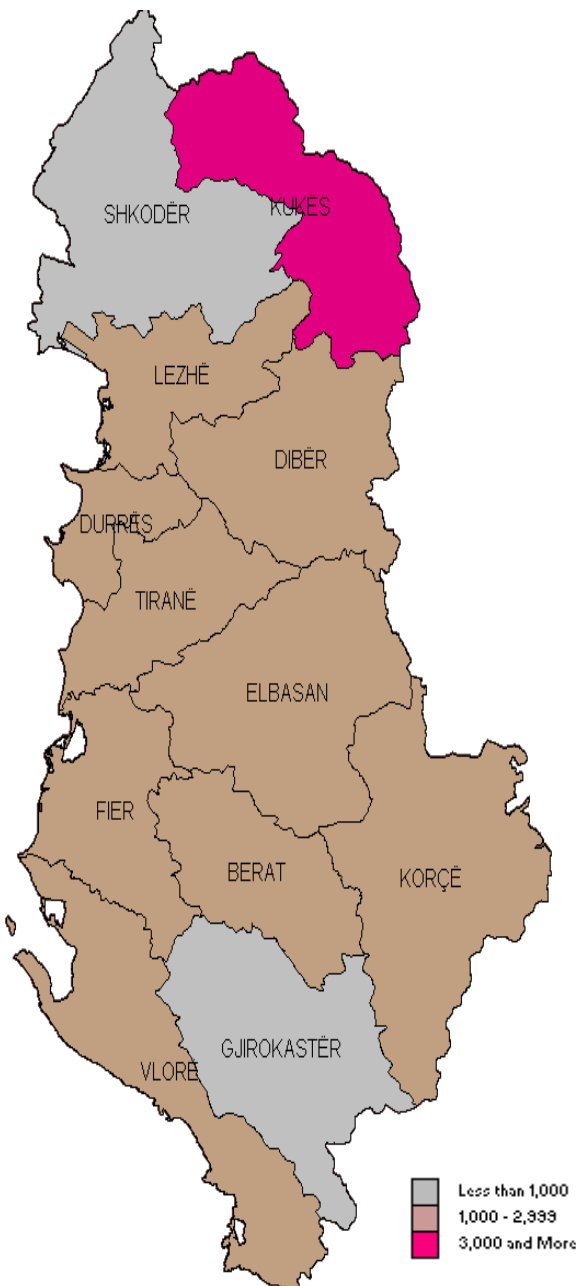 SHKODËR
KUKËS
LEZHË
DIBËR
DURRËS
TIRANË
ELBASAN
FIER
BERAT
KORÇË
GJIROKASTËR
VLORË
Less than 1,000
1,000 - 2,999
3,000 and More